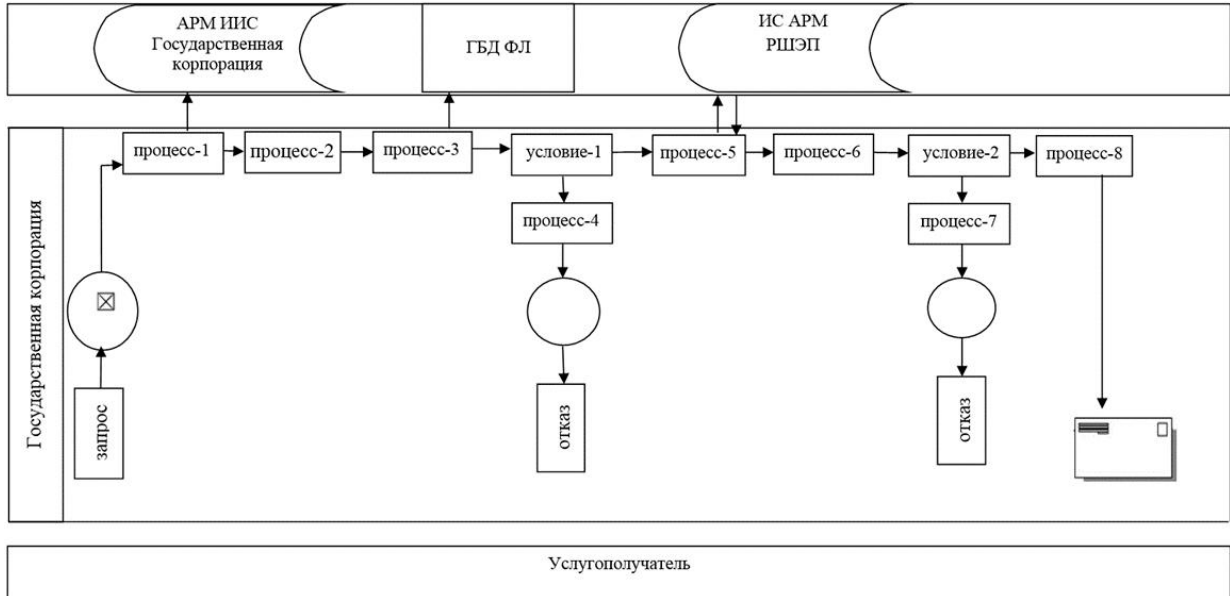 АРМ ИИС
Государственная
корпорация
ГБД ФЛ
ИС АРМ
РШЭП
Государственная корпорация
процесс-1
процесс-2
процесс-3
условие-1
процесс-5
процесс-6
условие-2
процесс-8
процесс-4
процесс-7
запрос
отказ
отказ
Услугополучатель